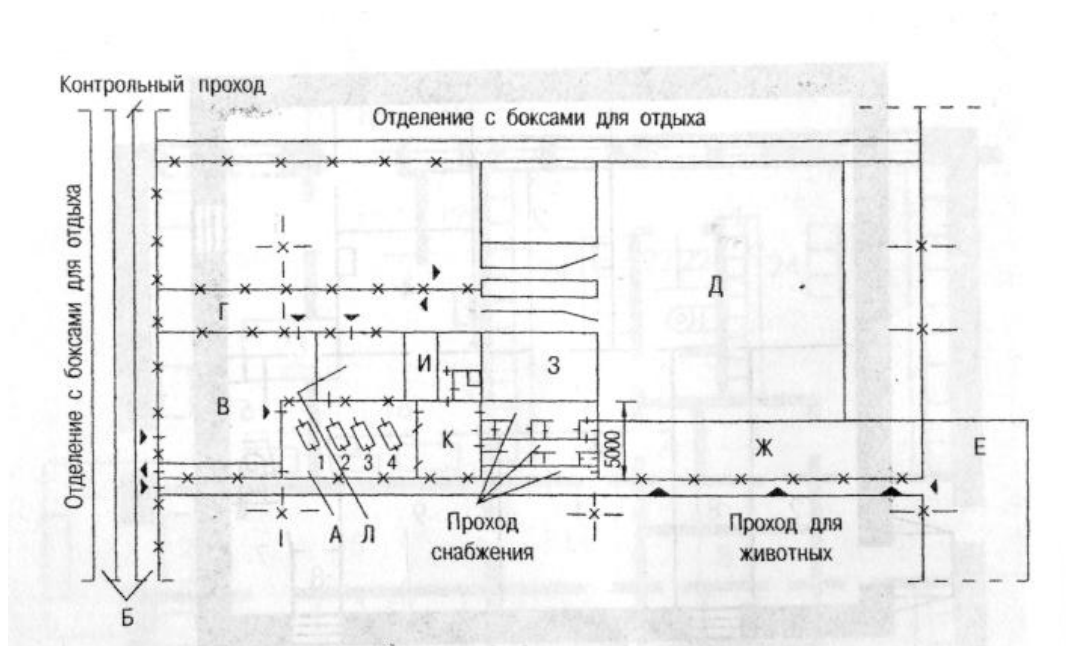 Контрольный проход
Отделение с боксами для отдыха
Отделение с боксами для отдыха
Д
Г
И
З
В
К
5000
Ж
Е
1 2 3 4
А Л
Проход
снабжения
Проход для
животных
Б